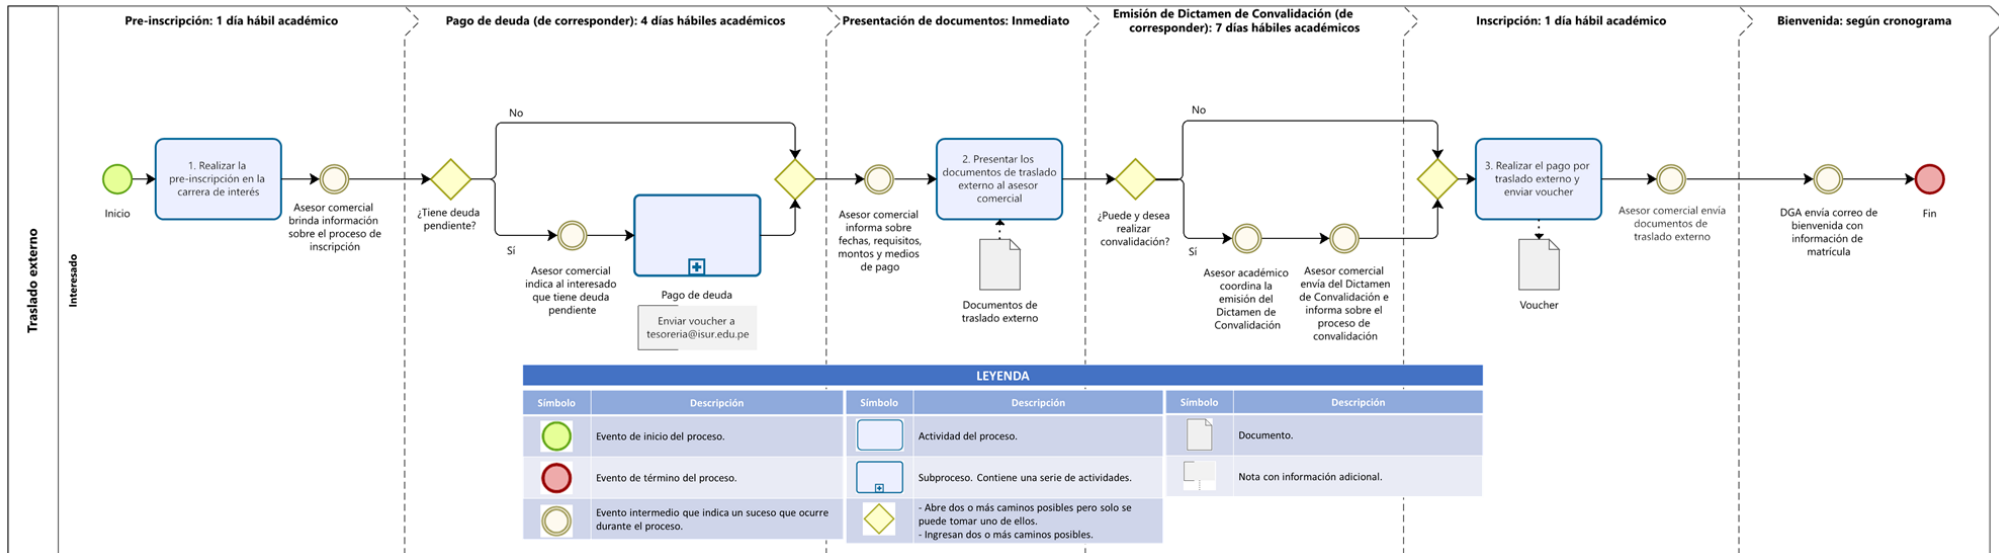 Pre-inscripción: 1 día hábil académico
Pago de deuda (de corresponder): 4 días hábiles académicos
Presentación de documentos: Inmediato
Emisión de Dictamen de Convalidación (de
corresponder): 7 días hábiles académicos
Inscripción: 1 día hábil académico
Bienvenida: según cronograma
Traslado externo
Interesado
Inicio
1. Realizar la
pre-inscripción en la
carrera de interés
Asesor comercial
brinda información
sobre el proceso de
inscripción
¿Tiene deuda
pendiente?
No
Sí
Asesor comercial
indica al interesado
que tiene deuda
pendiente
Pago de deuda
Enviar voucher a
tesoreria@isur.edu.pe
Asesor comercial
informa sobre
fechas, requisitos,
montos y medios
de pago
2. Presentar los
documentos de traslado
externo al asesor
comercial
Documentos de
traslado externo
¿Puede y desea
realizar
convalidación?
No
Sí
Asesor académico
coordina la
emisión del
Dictamen de
Convalidación
Asesor comercial
envía del Dictamen
de Convalidación e
informa sobre el
proceso de
convalidación
3. Realizar el pago por
traslado externo y
enviar voucher
Voucher
Asesor comercial envía
documentos de
traslado externo
DGA envía correo de
bienvenida con
información de
matrícula
Fin
LEYENDA
Símbolo
Descripción
Símbolo
Descripción
Símbolo
Descripción
Evento de inicio del proceso.
Actividad del proceso.
Documento.
Evento de término del proceso.
Subproceso. Contiene una serie de actividades.
Nota con información adicional.
Evento intermedio que indica un suceso que ocurre
durante el proceso.
- Abre dos o más caminos posibles pero solo se
puede tomar uno de ellos.
- Ingresan dos o más caminos posibles.